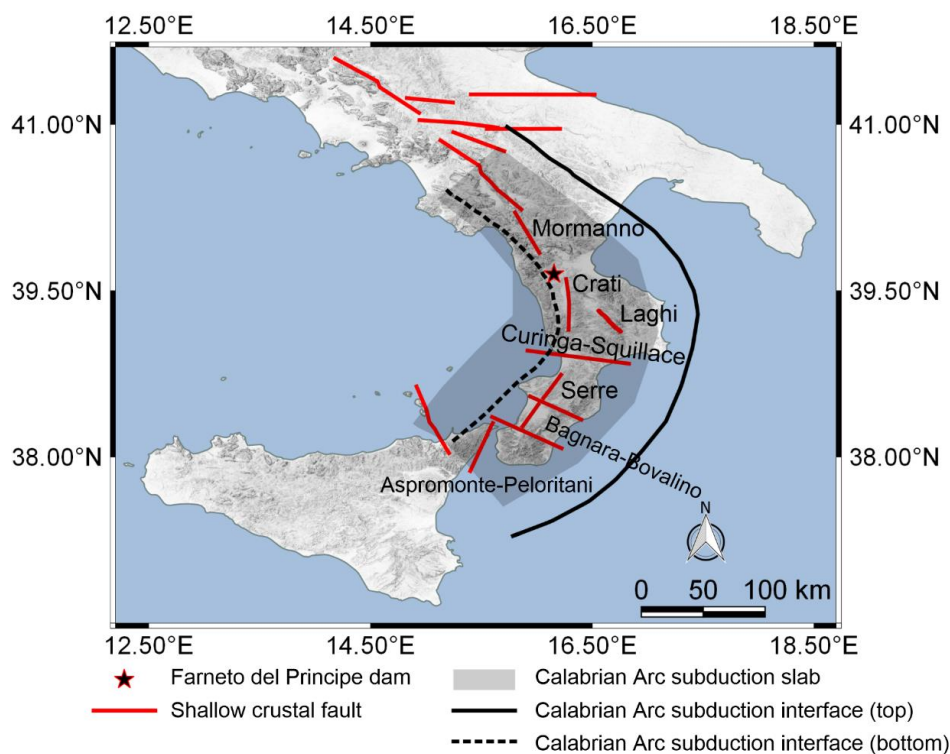 12.50°E 14.50°E 16.50°E 18.50°E
41.00°N 41.00°N
Mormanno
39.50°N Crati 39.50°N
Laghi
Curinga-Squillace
Serre
Bagnara-Bovalino
38.00°N 38.00°N
Aspromonte-Peloritani
N
0 50 100 km
12.50°E 14.50°E 16.50°E 18.50°E
Farneto del Principe dam Calabrian Arc subduction slab
Shallow crustal fault Calabrian Arc subduction interface (top)
Calabrian Arc subduction interface (bottom)